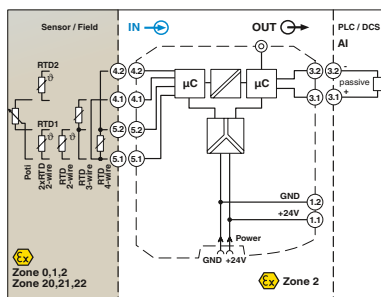 Sensor / Field
IN
OUT
PLC / DCS
AI
RTD2
ϑ
4.2
4.2
µC
µC
3.2
3.2
-
passive
4.1
4.1
3.1
3.1
+
RTD1
ϑ
ϑ
ϑ
ϑ
5.2
5.2
5.1
5.1
Poti
2xRTD
2-wire
RTD
2-wire
RTD
3-wire
RTD
4-wire
GND
1.2
+24V
1.1
Power
GND +24V
Ex
Zone 0,1,2
Zone 20,21,22
Ex
Zone 2